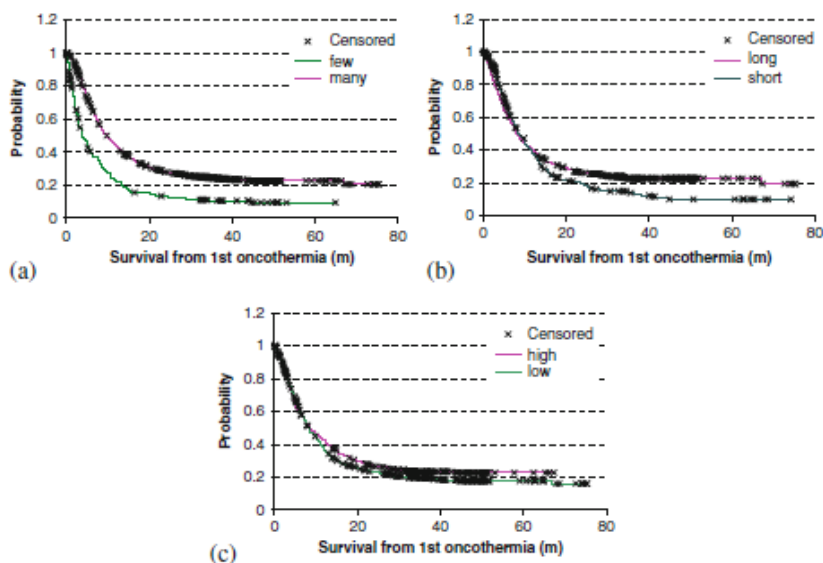 (a)
1.2
1
0.8
0.6
0.4
0.2
0
Probability
× Censored
few
many
0 20 40 60 80
Survival from 1st oncothermia (m)
(b)
1.2
1
0.8
0.6
0.4
0.2
0
Probability
× Censored
long
short
0 20 40 60 80
Survival from 1st oncothermia (m)
(c)
1.2
1
0.8
0.6
0.4
0.2
0
Probability
× Censored
high
low
0 20 40 60 80
Survival from 1st oncothermia (m)